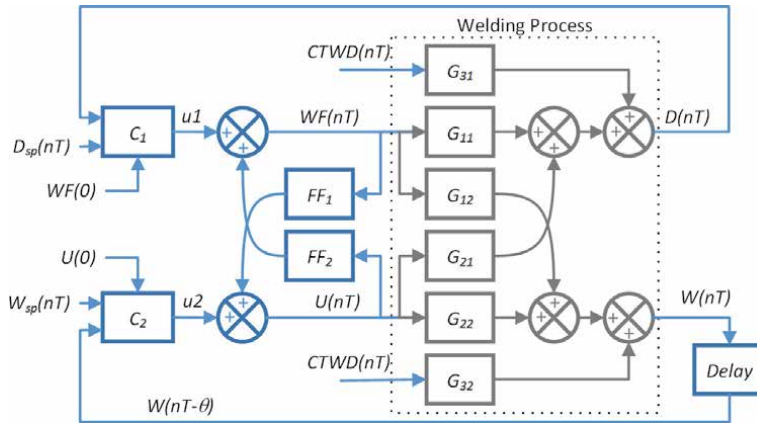 Welding Process
CTWD(nT)
G31
C1
u1
+
+
WF(nT)
G11
+
+
+
+
D(nT)
Dsp(nT)
WF(0)
FF1
G12
U(0)
FF2
G21
Wsp(nT)
C2
u2
+
+
U(nT)
G22
+
+
+
+
W(nT)
CTWD(nT)
G32
Delay
W(nT-θ)